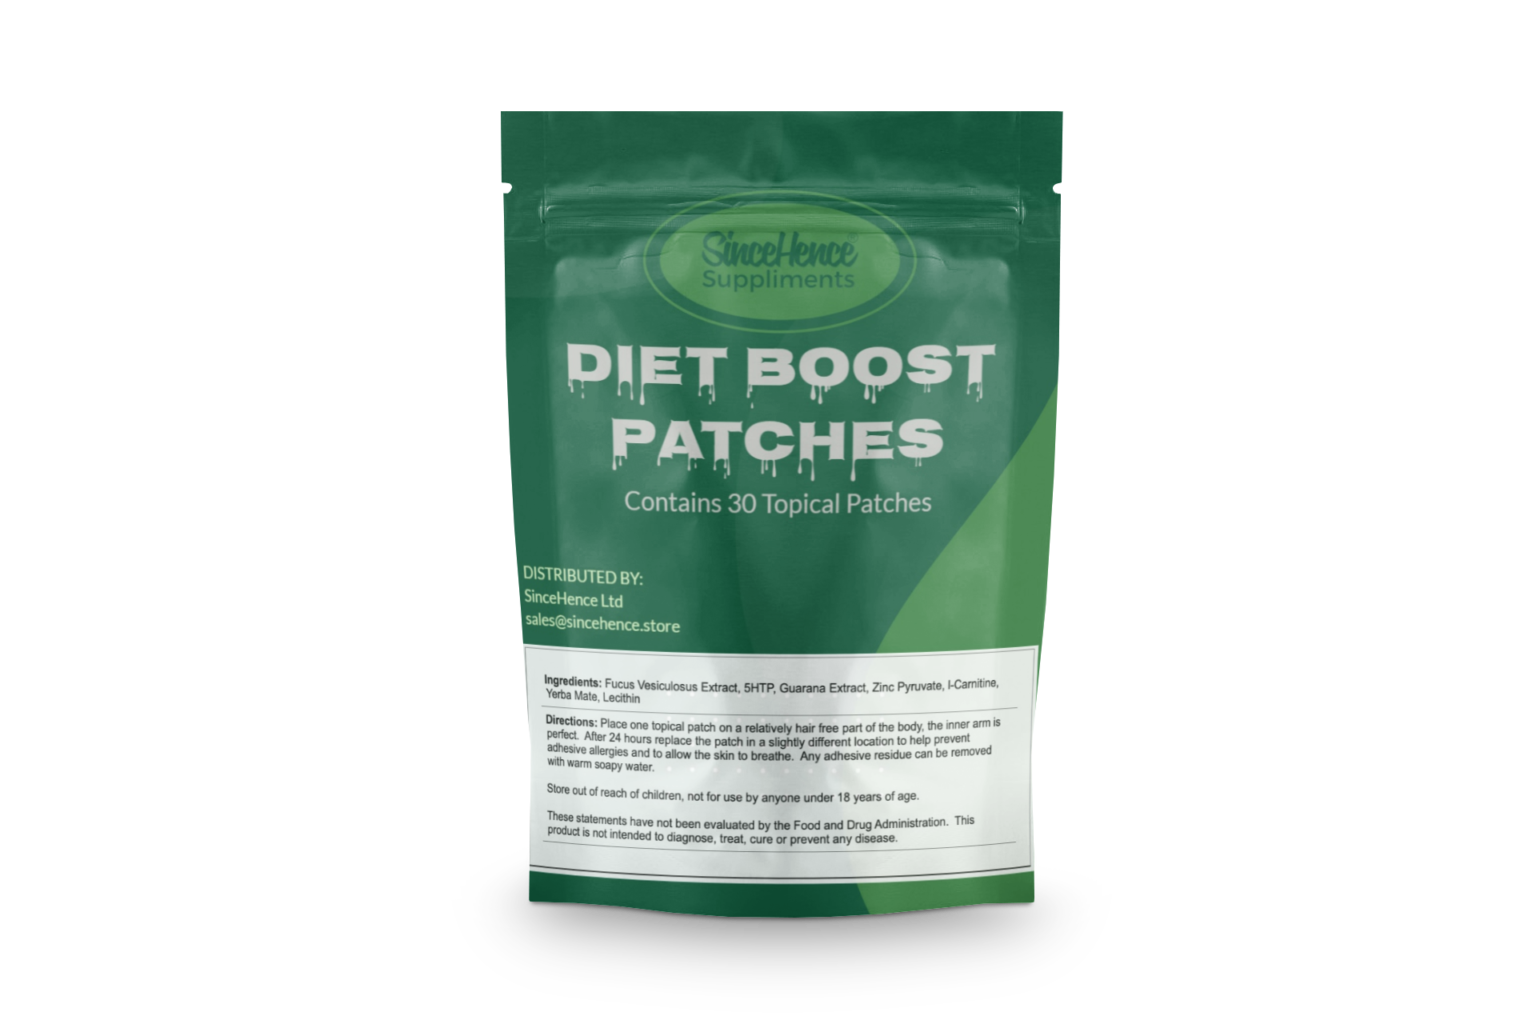 SinceHence
Suppliments
DIET BOOST
PATCHES
Contains 30 Topical Patches
DISTRIBUTED BY:
SinceHence Ltd
sales@sincehence.store
Ingredients: Fucus Vesiculosus Extract, 5HTP, Guarana Extract, Zinc Pyruvate, l-Carnitine,
Yerba Mate, Lecithin
Directions: Place one topical patch on a relatively hair free part of the body, the inner arm is
perfect. After 24 hours replace the patch in a slightly different location to help prevent
adhesive allergies and to allow the skin to breathe. Any adhesive residue can be removed
with warm soapy water.
Store out of reach of children, not for use by anyone under 18 years of age.
These statements have not been evaluated by the Food and Drug Administration. This
product is not intended to diagnose, treat, cure or prevent any disease.